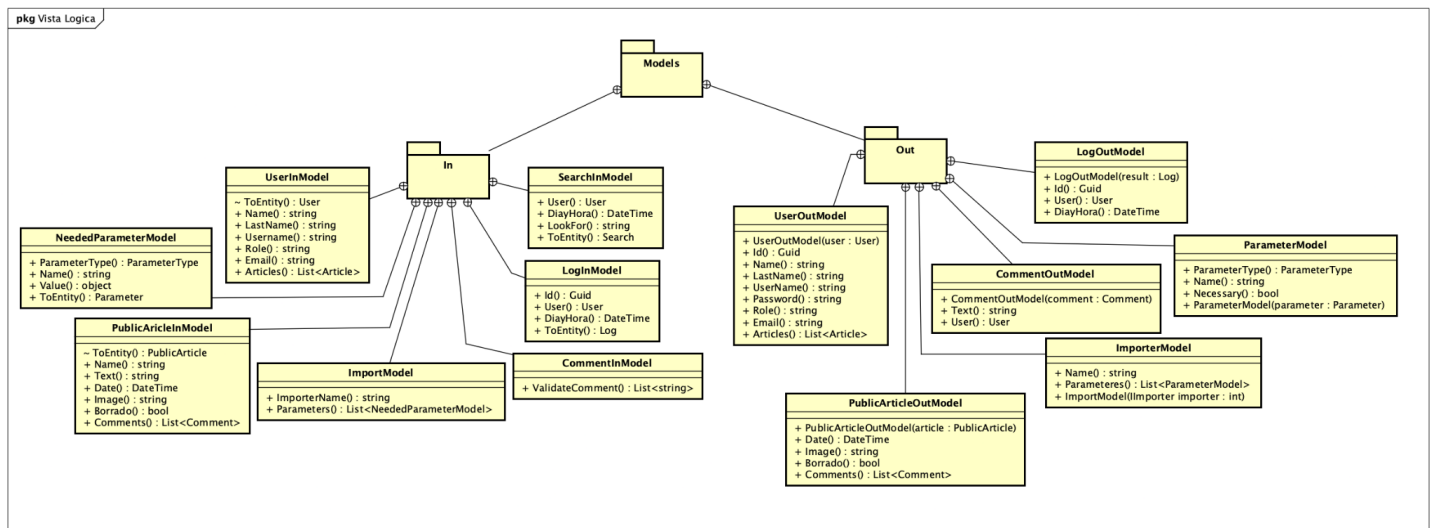 pkg Vista Logica
Models
In
Out
UserInModel
~ ToEntity() : User
+ Name() : string
+ LastName() : string
+ Username() : string
+ Role() : string
+ Email() : string
+ Articles() : List<Article>
SearchInModel
+ User() : User
+ DiayHora() : DateTime
+ LookFor() : string
+ ToEntity() : Search
NeededParameterModel
+ ParameterType() : ParameterType
+ Name() : string
+ Value() : object
+ ToEntity() : Parameter
LogInModel
+ Id() : Guid
+ User() : User
+ DiayHora() : DateTime
+ ToEntity() : Log
PublicAricleInModel
~ ToEntity() : PublicArticle
+ Name() : string
+ Text() : string
+ Date() : DateTime
+ Image() : string
+ Borrado() : bool
+ Comments() : List<Comment>
ImportModel
+ ImporterName() : string
+ Parameters() : List<NeededParameterModel>
CommentInModel
+ ValidateComment() : List<string>
LogOutModel
+ LogOutModel(result : Log)
+ Id() : Guid
+ User() : User
+ DiayHora() : DateTime
UserOutModel
+ UserOutModel(user : User)
+ Id() : Guid
+ Name() : string
+ LastName() : string
+ UserName() : string
+ Password() : string
+ Role() : string
+ Email() : string
+ Articles() : List<Article>
ParameterModel
+ ParameterType() : ParameterType
+ Name() : string
+ Necessary() : bool
+ ParameterModel(parameter : Parameter)
CommentOutModel
+ CommentOutModel(comment : Comment)
+ Text() : string
+ User() : User
ImporterModel
+ Name() : string
+ Parameteres() : List<ParameterModel>
+ ImportModel(IImporter importer : int)
PublicArticleOutModel
+ PublicArticleOutModel(article : PublicArticle)
+ Date() : DateTime
+ Image() : string
+ Borrado() : bool
+ Comments() : List<Comment>